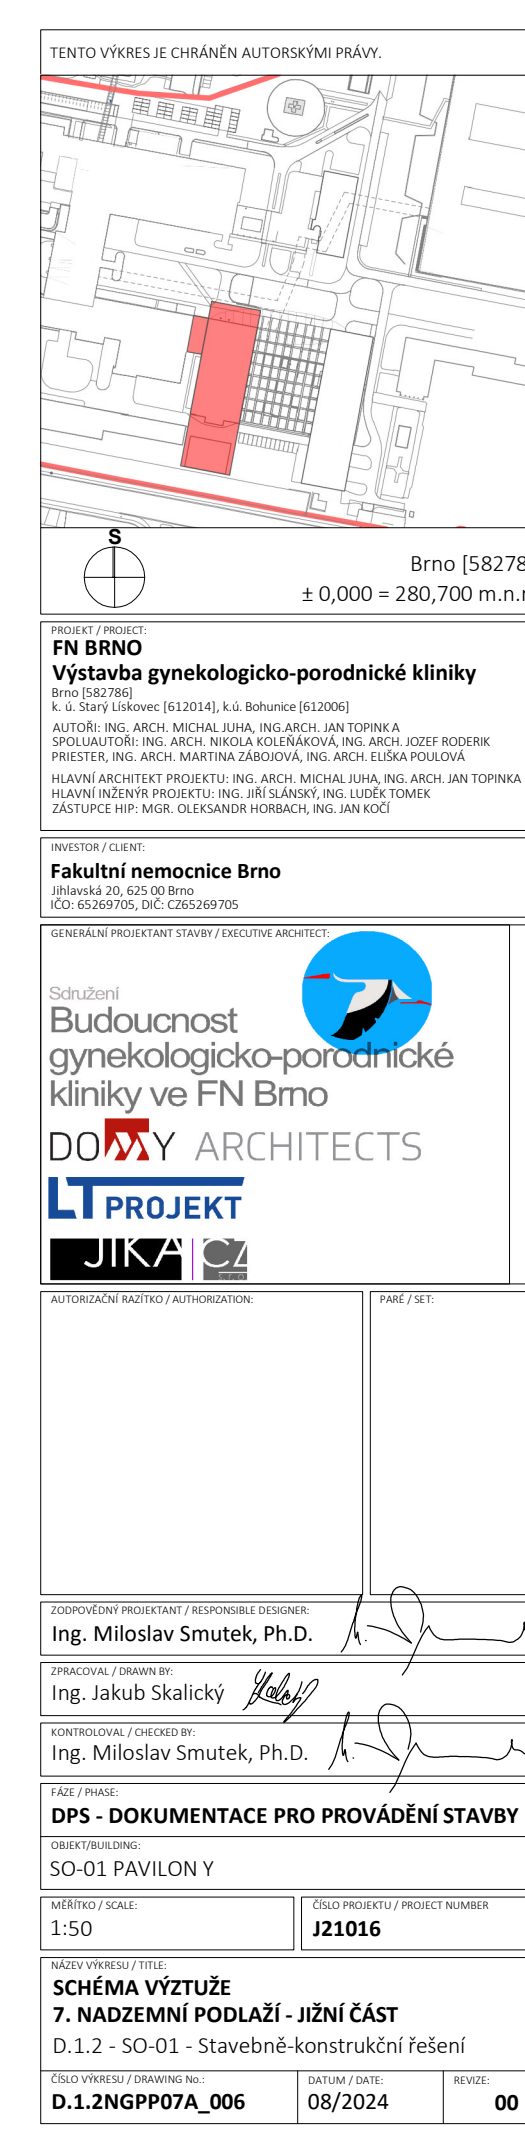 TENTO VÝKRES JE CHRÁNĚN AUTORSKÝMI PRÁVY.
S
Brno [58278
± 0,000 = 280,700 m.n.
PROJEKT / PROJECT:
FN BRNO
Výstavba gynekologicko-porodnické kliniky
Brno [582786]
k. ú. Starý Lískovec [612014], k.ú. Bohunice [612006]
AUTOŘI: ING. ARCH. MICHAL JUHA, ING.ARCH. JAN TOPINKA
SPOLUAUTOŘI: ING. ARCH. NIKOLA KOLEŇÁKOVÁ, ING. ARCH. JOZEF RODERIK
PRIESTER, ING. ARCH. MARTINA ZÁBOJOVÁ, ING. ARCH. ELIŠKA POULOVÁ
HLAVNÍ ARCHITEKT PROJEKTU: ING. ARCH. MICHAL JUHA, ING. ARCH. JAN TOPINKA
HLAVNÍ INŽENÝR PROJEKTU: ING. JIŘÍ SLÁNSKÝ, ING. LUDĚK TOMEK
ZÁSTUPCE HIP: MGR. OLEKSANDR HORBACH, ING. JAN KOČÍ
INVESTOR / CLIENT:
Fakultní nemocnice Brno
Jihlavská 20, 625 00 Brno
IČO: 65269705, DIČ: CZ65269705
GENERÁLNÍ PROJEKTANT STAVBY / EXECUTIVE ARCHITECT:
Sdružení
Budoucnost
gynekologicko-porodnické
kliniky ve FN Brno
DOMY ARCHITECTS
LT PROJEKT
JIKA CZ
s.r.o.
AUTORIZAČNÍ RAZÍTKO / AUTHORIZATION:
PARÉ / SET:
ZODPOVĚDNÝ PROJEKTANT / RESPONSIBLE DESIGNER:
Ing. Miloslav Smutek, Ph.D.
ZPRACOVAL / DRAWN BY:
Ing. Jakub Skalický
KONTROLOVAL / CHECKED BY:
Ing. Miloslav Smutek, Ph.D.
FÁZE / PHASE:
DPS - DOKUMENTACE PRO PROVÁDĚNÍ STAVBY
OBJEKT/BUILDING:
SO-01 PAVILON Y
MĚŘÍTKO / SCALE:
1:50
ČÍSLO PROJEKTU / PROJECT NUMBER
J21016
NÁZEV VÝKRESU / TITLE:
SCHÉMA VÝZTUŽE
7. NADZEMNÍ PODLAŽÍ - JIŽNÍ ČÁST
D.1.2 - SO-01 - Stavebně-konstrukční řešení
ČÍSLO VÝKRESU / DRAWING No.:
D.1.2NGPP07A_006
DATUM / DATE:
08/2024
REVIZE:
00